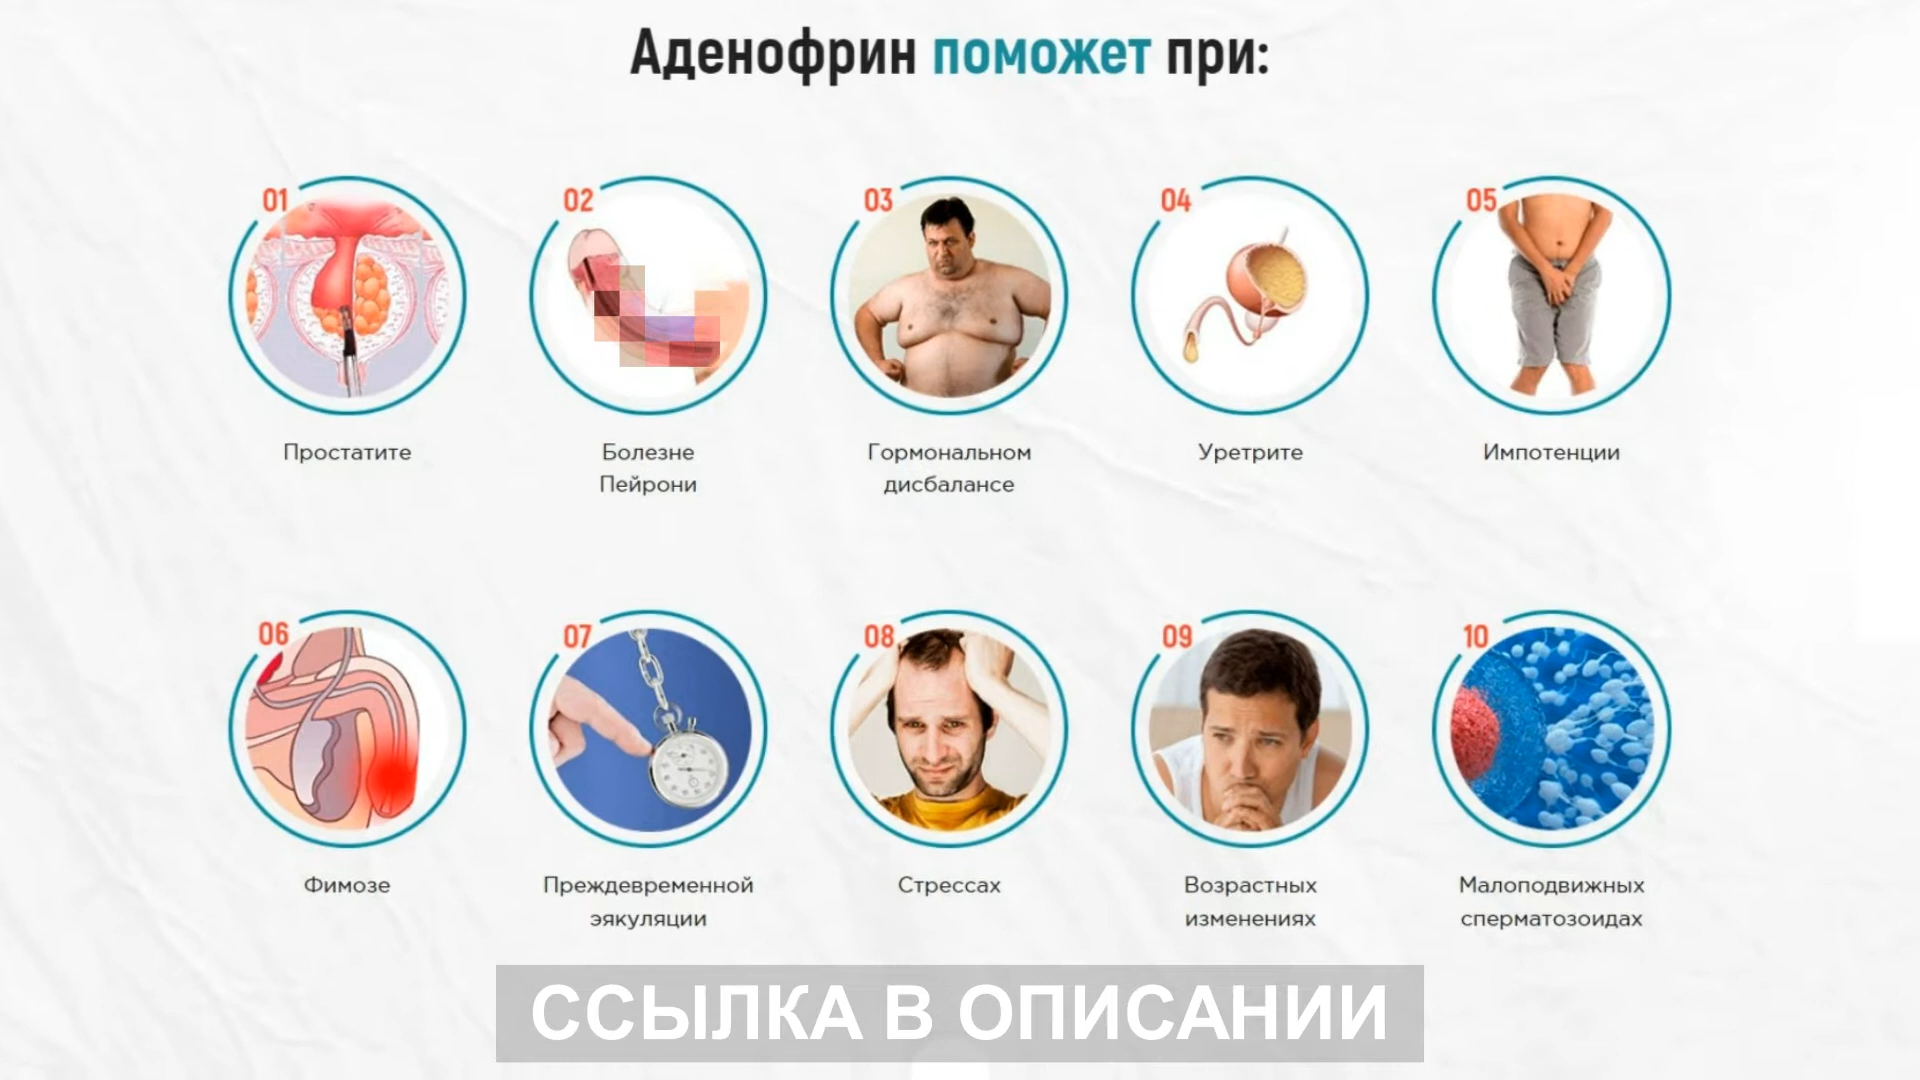 Аденофрин поможет при:
01
02
03
04
05
Простатите
Болезне
Пейрони
Гормональном
дисбалансе
Уретрите
Импотенции
06
07
08
09
10
Фимозе
Преждевременной
эякуляции
Стрессах
Возрастных
изменениях
Малоподвижных
сперматозоидах
ССЫЛКА В ОПИСАНИИ